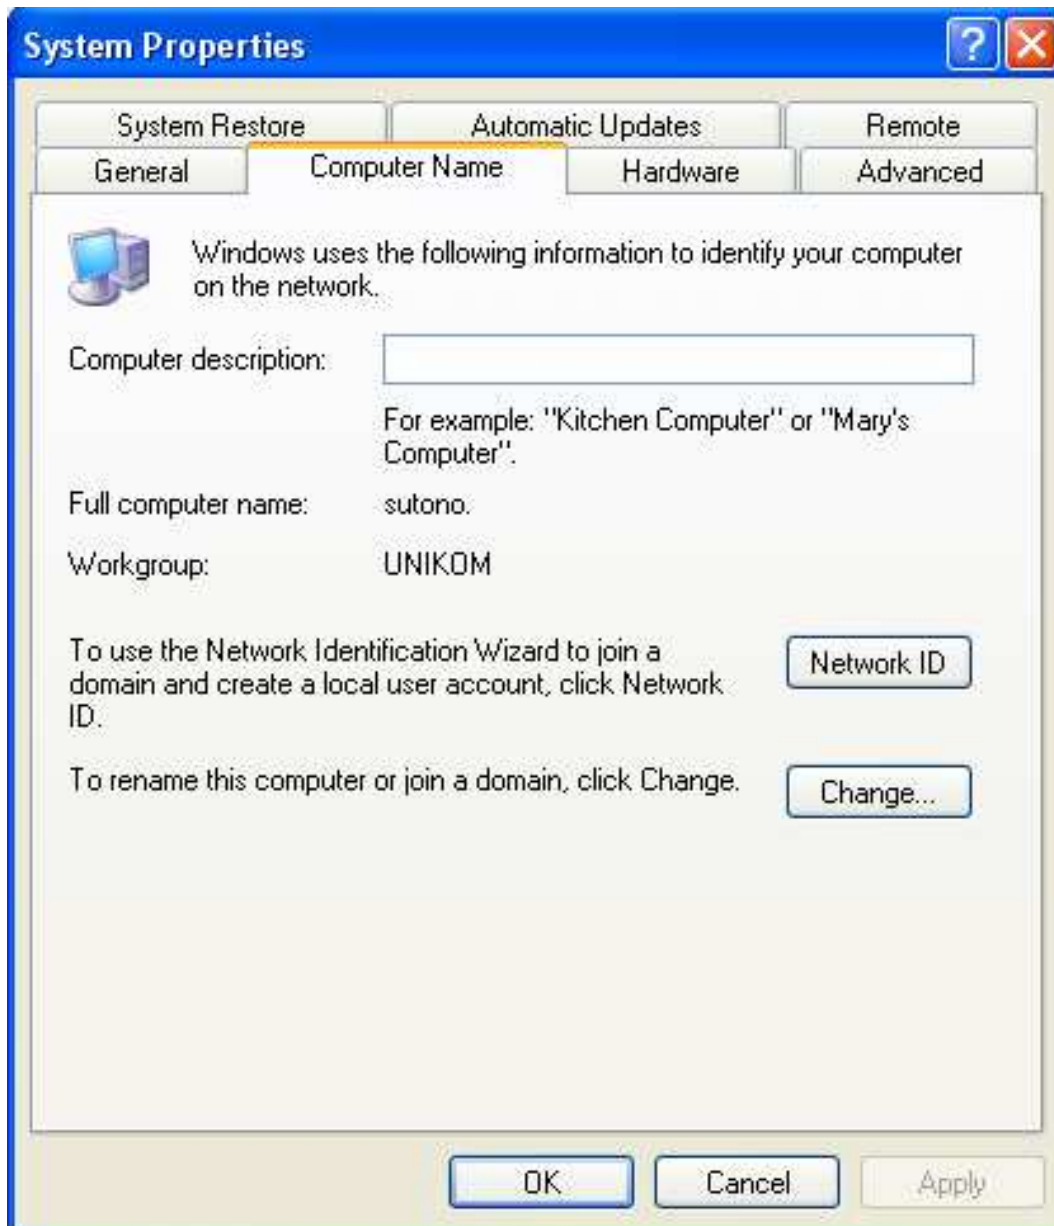 System Properties
System Restore Automatic Updates Remote
General Computer Name Hardware Advanced
Windows uses the following information to identify your computer
on the network.
Computer description:
For example: "Kitchen Computer" or "Mary's
Computer".
Full computer name: sutono.
Workgroup: UNIKOM
To use the Network Identification Wizard to join a
domain and create a local user account, click Network
ID.
Network ID
To rename this computer or join a domain, click Change.
Change...
OK Cancel Apply